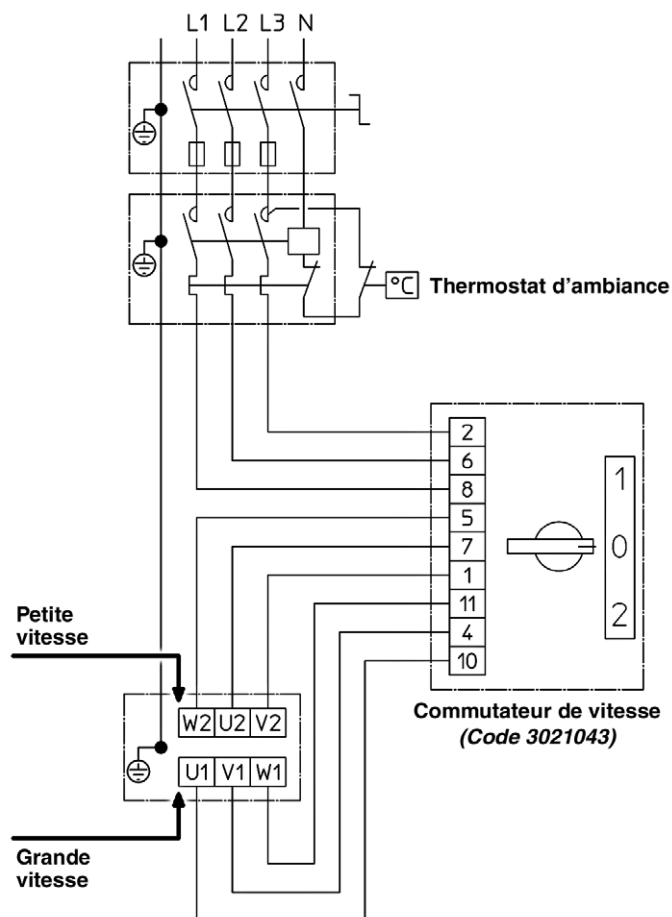 L1 L2 L3 N
°C Thermostat d'ambiance
2
6
8
5
7
1
11
4
10
1
0
2
Commutateur de vitesse
(Code 3021043)
Petite
vitesse
W2 U2 V2
U1 V1 W1
Grande
vitesse